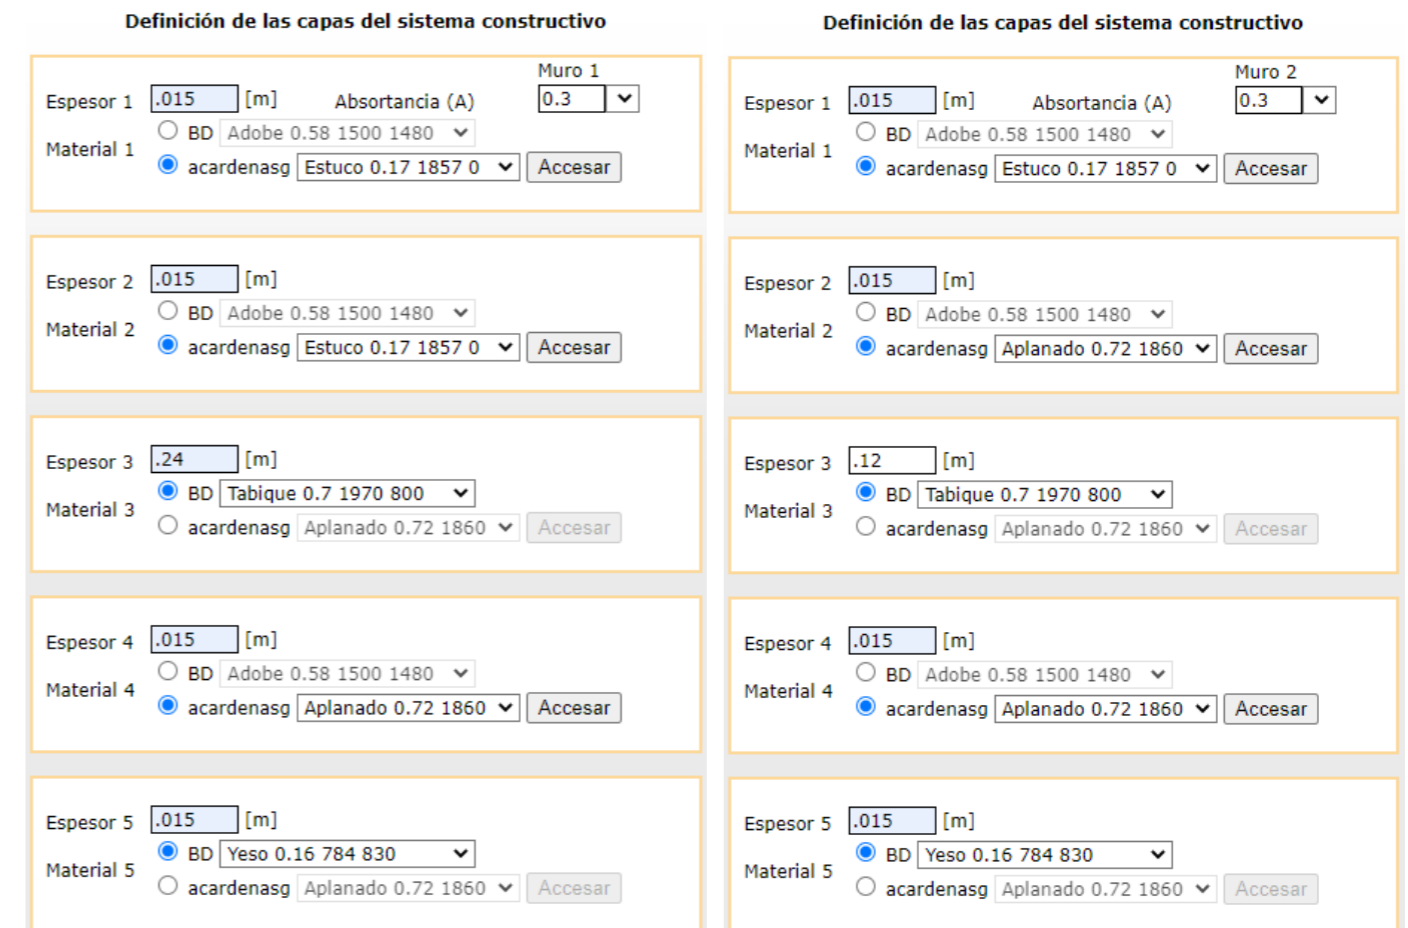 Definición de las capas del sistema constructivo
Muro 1
Espesor 1 .015 [m] Absortancia (A) 0.3
BD Adobe 0.58 1500 1480
Material 1
acardenasg Estuco 0.17 1857 0 Accesar
Espesor 2 .015 [m]
BD Adobe 0.58 1500 1480
Material 2
acardenasg Estuco 0.17 1857 0 Accesar
Espesor 3 .24 [m]
BD Tabique 0.7 1970 800
Material 3
acardenasg Aplanado 0.72 1860 Accesar
Espesor 4 .015 [m]
BD Adobe 0.58 1500 1480
Material 4
acardenasg Aplanado 0.72 1860 Accesar
Espesor 5 .015 [m]
BD Yeso 0.16 784 830
Material 5
acardenasg Aplanado 0.72 1860 Accesar
Definición de las capas del sistema constructivo
Muro 2
Espesor 1 .015 [m] Absortancia (A) 0.3
BD Adobe 0.58 1500 1480
Material 1
acardenasg Estuco 0.17 1857 0 Accesar
Espesor 2 .015 [m]
BD Adobe 0.58 1500 1480
Material 2
acardenasg Aplanado 0.72 1860 Accesar
Espesor 3 .12 [m]
BD Tabique 0.7 1970 800
Material 3
acardenasg Aplanado 0.72 1860 Accesar
Espesor 4 .015 [m]
BD Adobe 0.58 1500 1480
Material 4
acardenasg Aplanado 0.72 1860 Accesar
Espesor 5 .015 [m]
BD Yeso 0.16 784 830
Material 5
acardenasg Aplanado 0.72 1860 Accesar